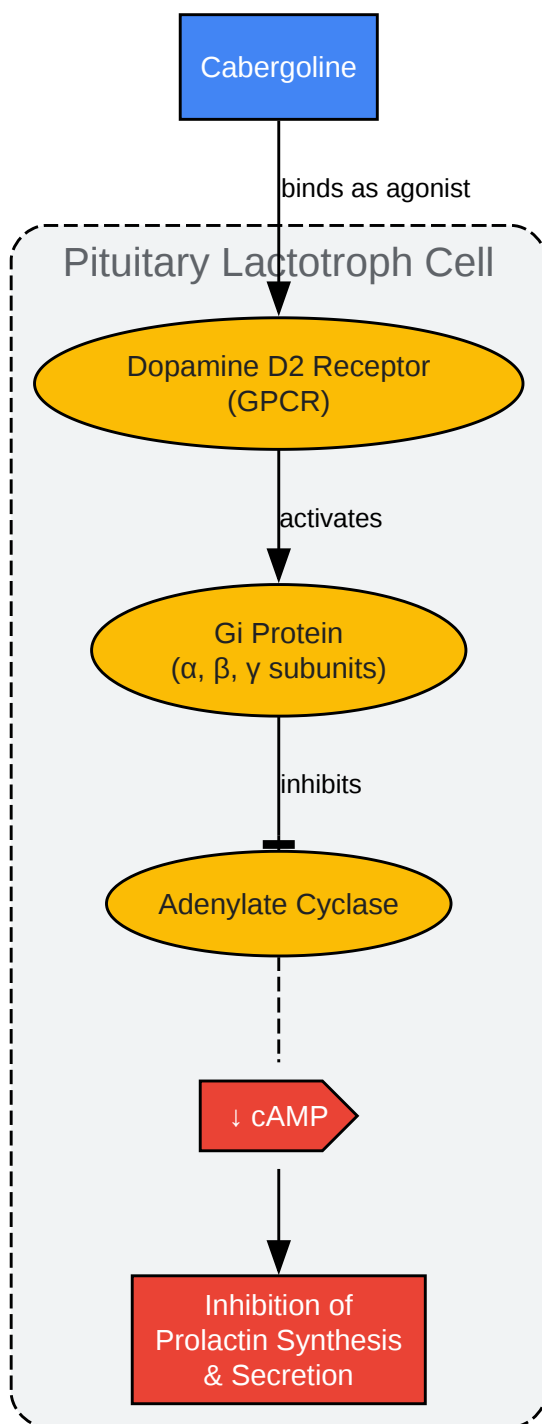 Cabergoline
binds as agonist
Pituitary Lactotroph Cell
Dopamine D2 Receptor
(GPCR)
activates
Gi Protein
(α, β, γ subunits)
inhibits
Adenylate Cyclase
↓ cAMP
Inhibition of
Prolactin Synthesis
& Secretion